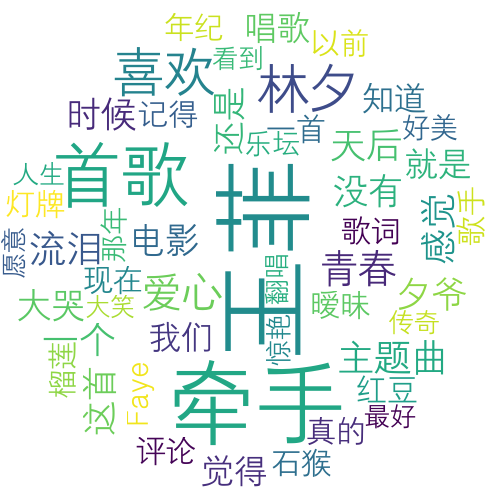 年纪
唱歌
以前
喜欢
看到
林夕
知道
时候
记得
还是
一首
好美
乐坛
天后
就是
首歌
王菲
人生
没有
灯牌
那年
感觉
歌手
愿意
流泪
电影
歌词
青春
现在
翻唱
爱心
暧昧
夕爷
大哭
大笑
惊艳
传奇
一个
我们
主题曲
榴莲
这首
牵手
红豆
Faye
最好
真的
评论
觉得
石猴